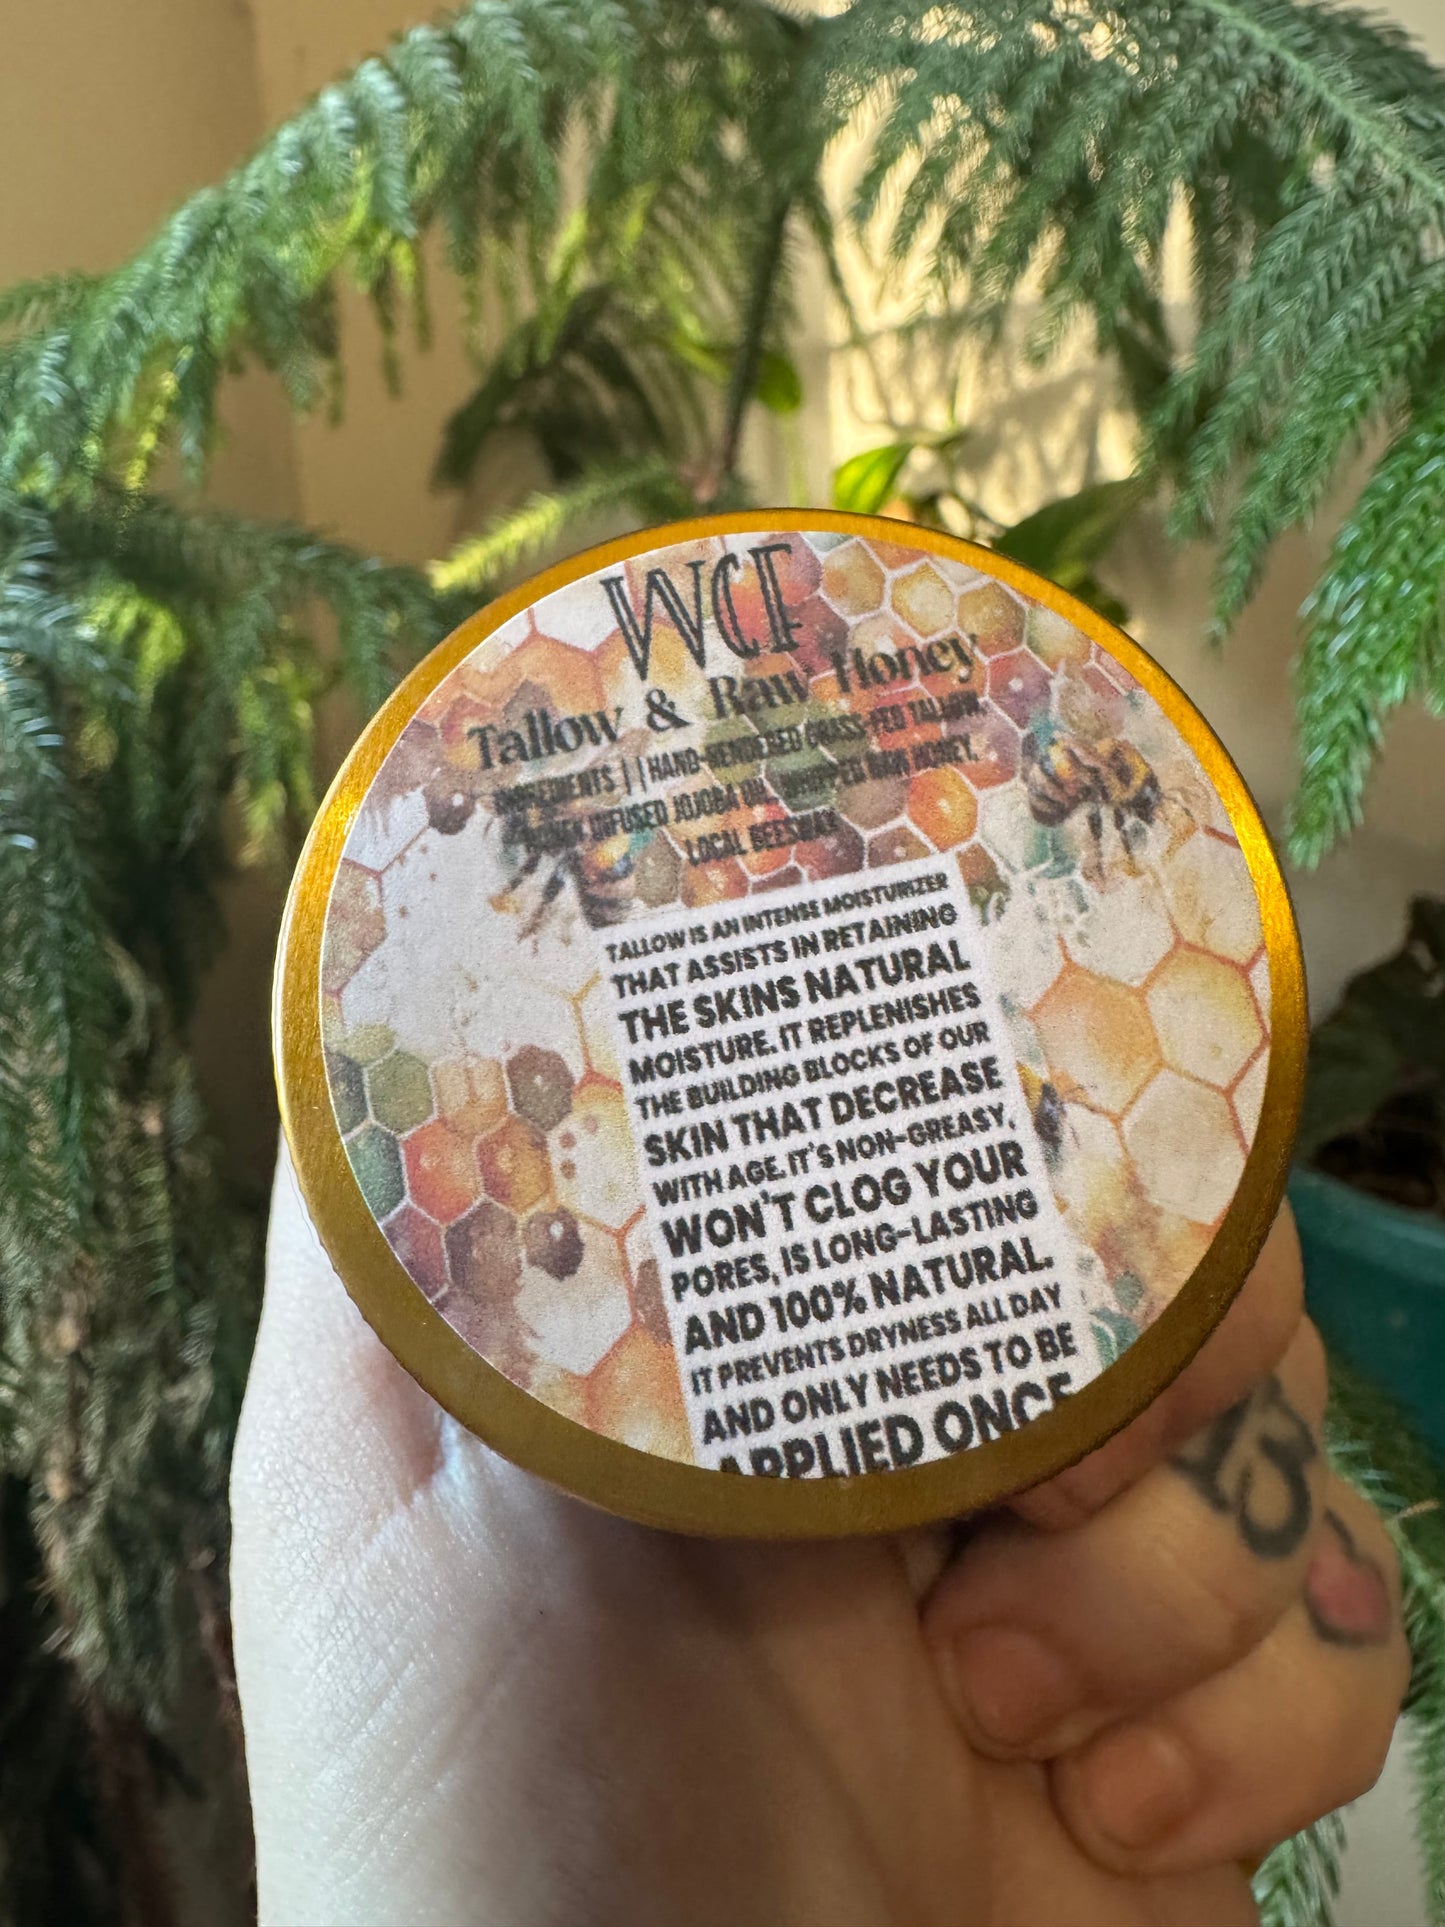 WCF
Tallow & Raw Honey
INGREDIENTS || HAND-RENDERED GRASS-FED TALLOW.
INFUSED JOJOBA OIL. WHIPPED RAW HONEY.
LOCAL BEESWAX
TALLOW IS AN INTENSE MOISTURIZER
THAT ASSISTS IN RETAINING
THE SKINS NATURAL
MOISTURE. IT REPLENISHES
THE BUILDING BLOCKS OF OUR
SKIN THAT DECREASE
WITH AGE. IT'S NON-GREASY,
WON'T CLOG YOUR
PORES, IS LONG-LASTING
AND 100% NATURAL.
IT PREVENTS DRYNESS ALL DAY
AND ONLY NEEDS TO BE
APPLIED ONCE